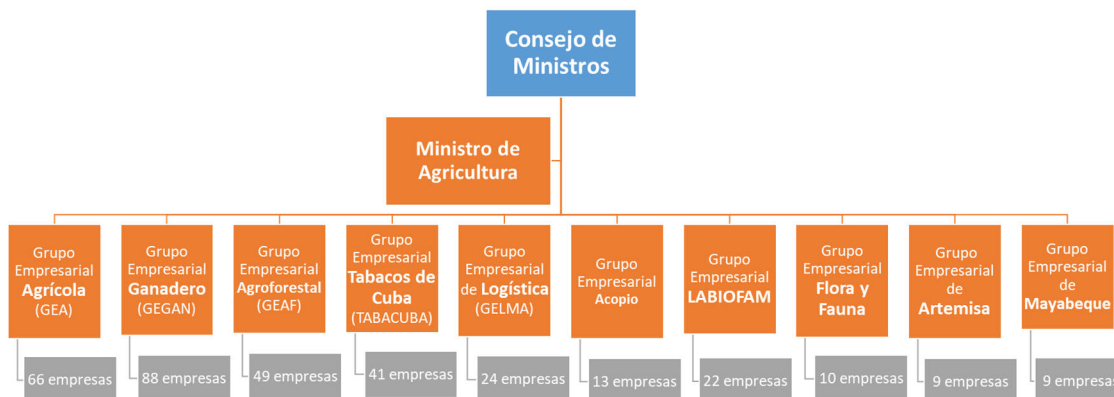 Consejo de
Ministros
Ministro de
Agricultura
Grupo
Empresarial
Agrícola
(GEA)
Grupo
Empresarial
Ganadero
(GEGAN)
Grupo
Empresarial
Agroforestal
(GEAF)
Grupo
Empresarial
Tabacos de
Cuba
(TABACUBA)
Grupo
Empresarial
de Logística
(GELMA)
Grupo
Empresarial
Acopio
Grupo
Empresarial
LABIOFAM
Grupo
Empresarial
Flora y
Fauna
Grupo
Empresarial
de
Artemisa
Grupo
Empresarial
de
Mayabeque
66 empresas
88 empresas
49 empresas
41 empresas
24 empresas
13 empresas
22 empresas
10 empresas
9 empresas
9 empresas